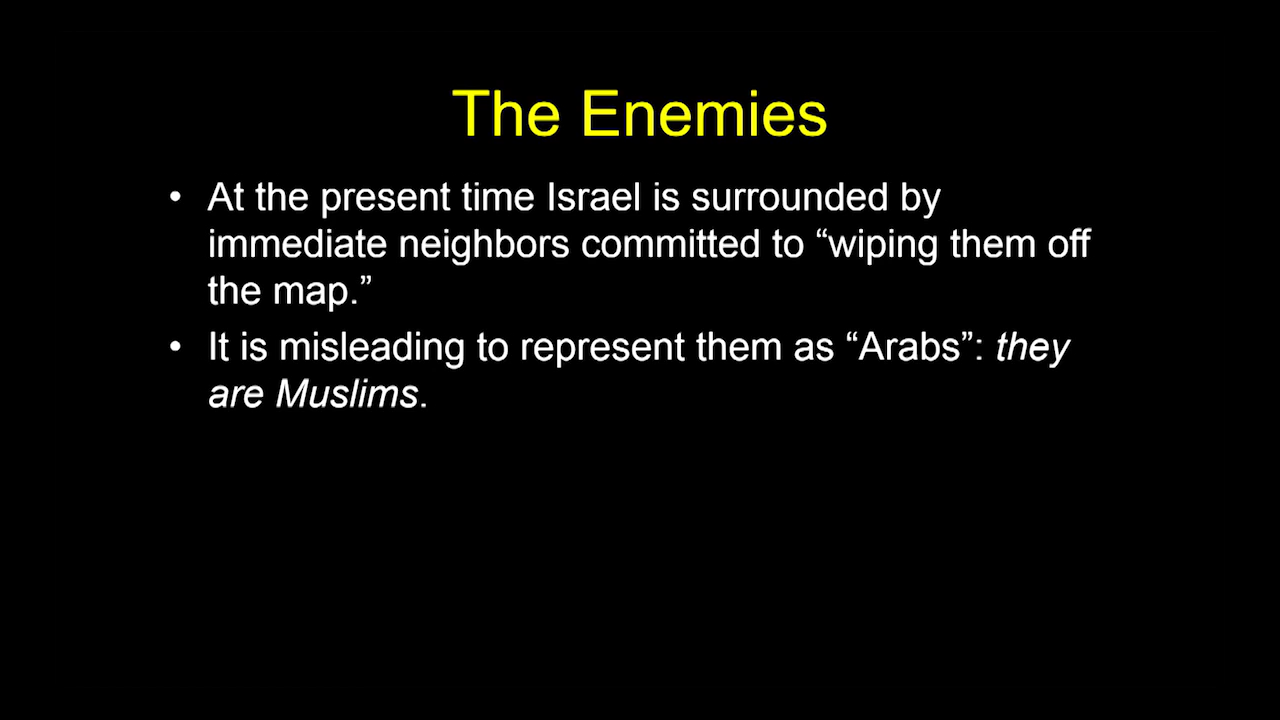 The Enemies
• At the present time Israel is surrounded by
immediate neighbors committed to “wiping them off
the map.”
• It is misleading to represent them as “Arabs”: they
are Muslims.